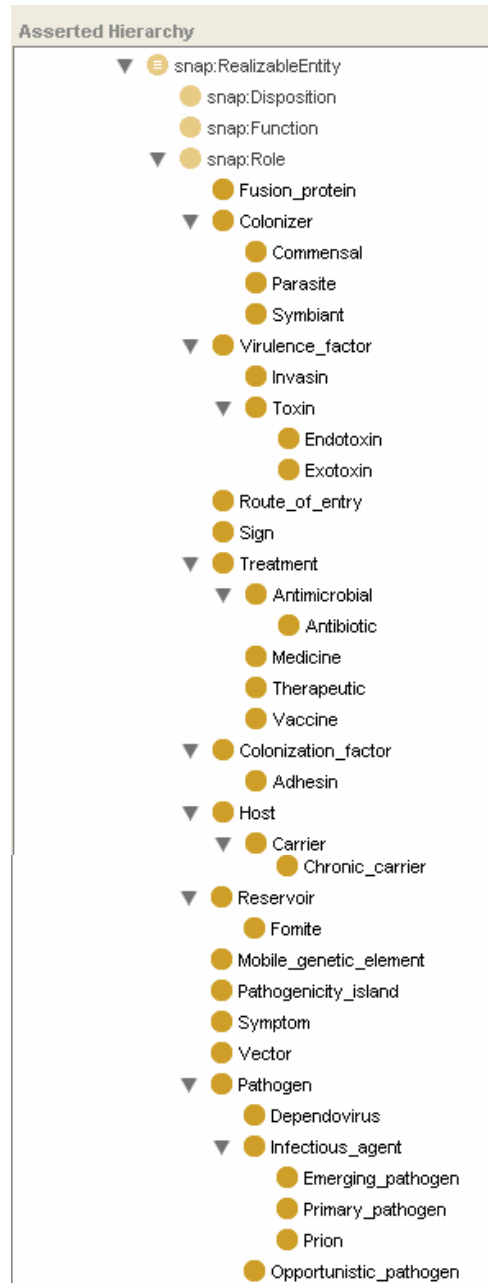 Asserted Hierarchy
snap:RealizableEntity
snap:Disposition
snap:Function
snap:Role
Fusion_protein
Colonizer
Commensal
Parasite
Symbiant
Virulence_factor
Invasin
Toxin
Endotoxin
Exotoxin
Route_of_entry
Sign
Treatment
Antimicrobial
Antibiotic
Medicine
Therapeutic
Vaccine
Colonization_factor
Adhesin
Host
Carrier
Chronic_carrier
Reservoir
Fomite
Mobile_genetic_element
Pathogenicity_island
Symptom
Vector
Pathogen
Dependovirus
Infectious_agent
Emerging_pathogen
Primary_pathogen
Prion
Opportunistic_pathogen